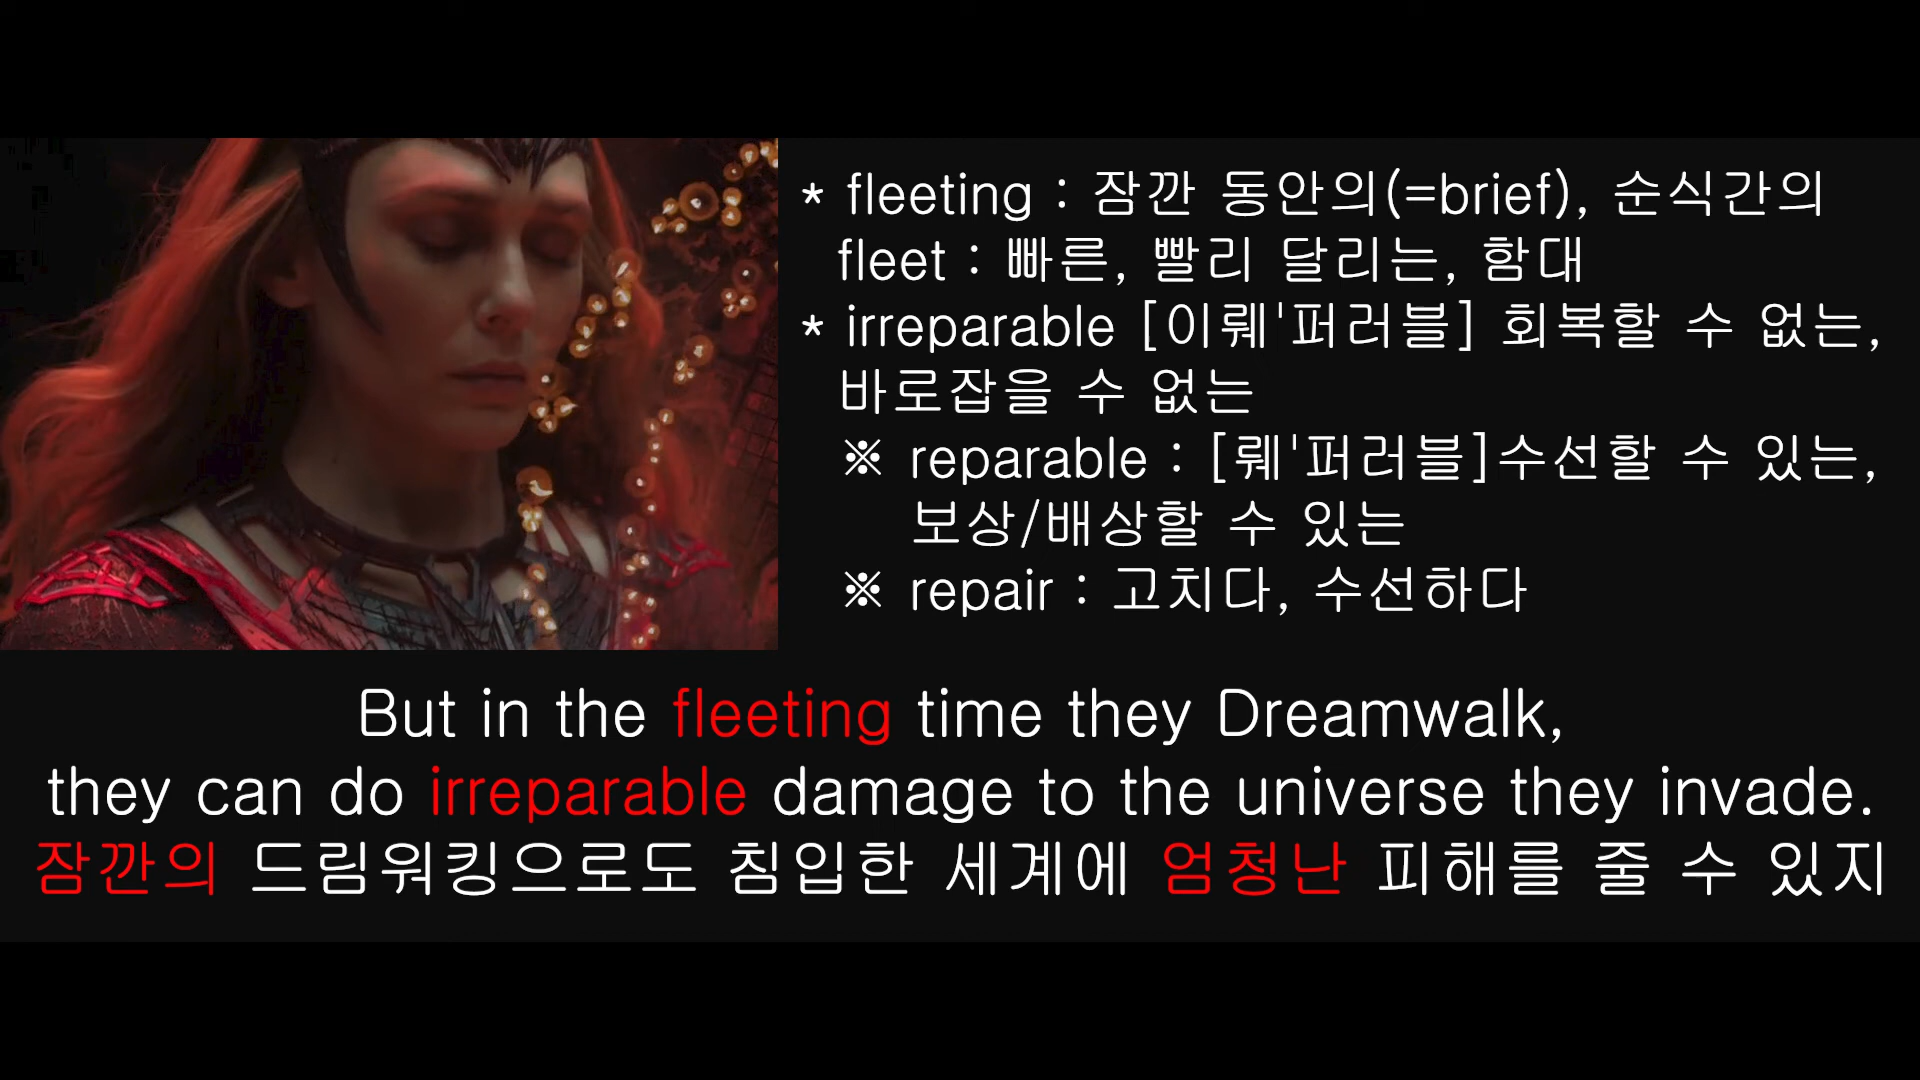 * fleeting : 잠깐 동안의(=brief), 순식간의
fleet : 빠른, 빨리 달리는, 함대
* irreparable [이뤠'퍼러블] 회복할 수 없는,
바로잡을 수 없는
※ reparable : [뤠'퍼러블]수선할 수 있는,
보상/배상할 수 있는
※ repair : 고치다, 수선하다
But in the fleeting time they Dreamwalk,
they can do irreparable damage to the universe they invade.
잠깐의 드림워킹으로도 침입한 세계에 엄청난 피해를 줄 수 있지